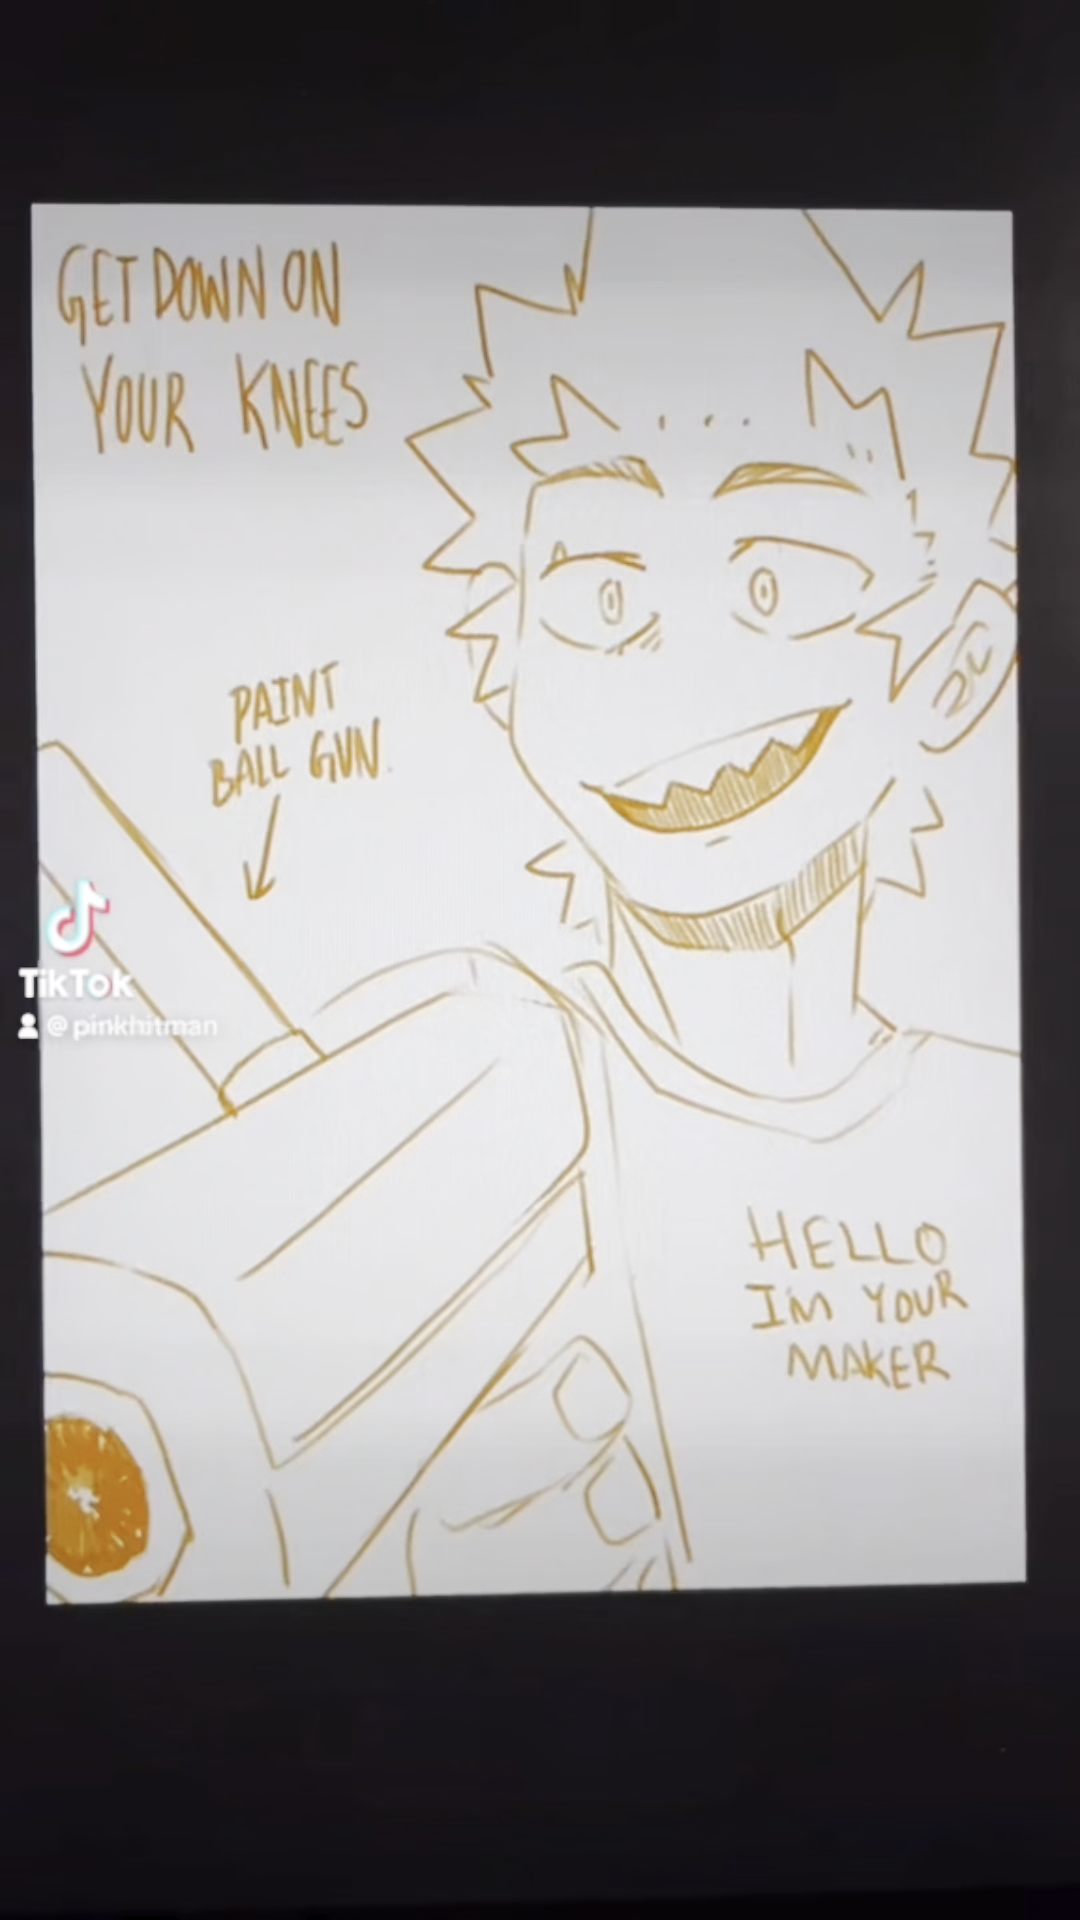 GET DOWN ON
YOUR KNEES
PAINT
BALL GUN.
TikTok
@pinkhitman
HELLO
I'M YOUR
MAKER